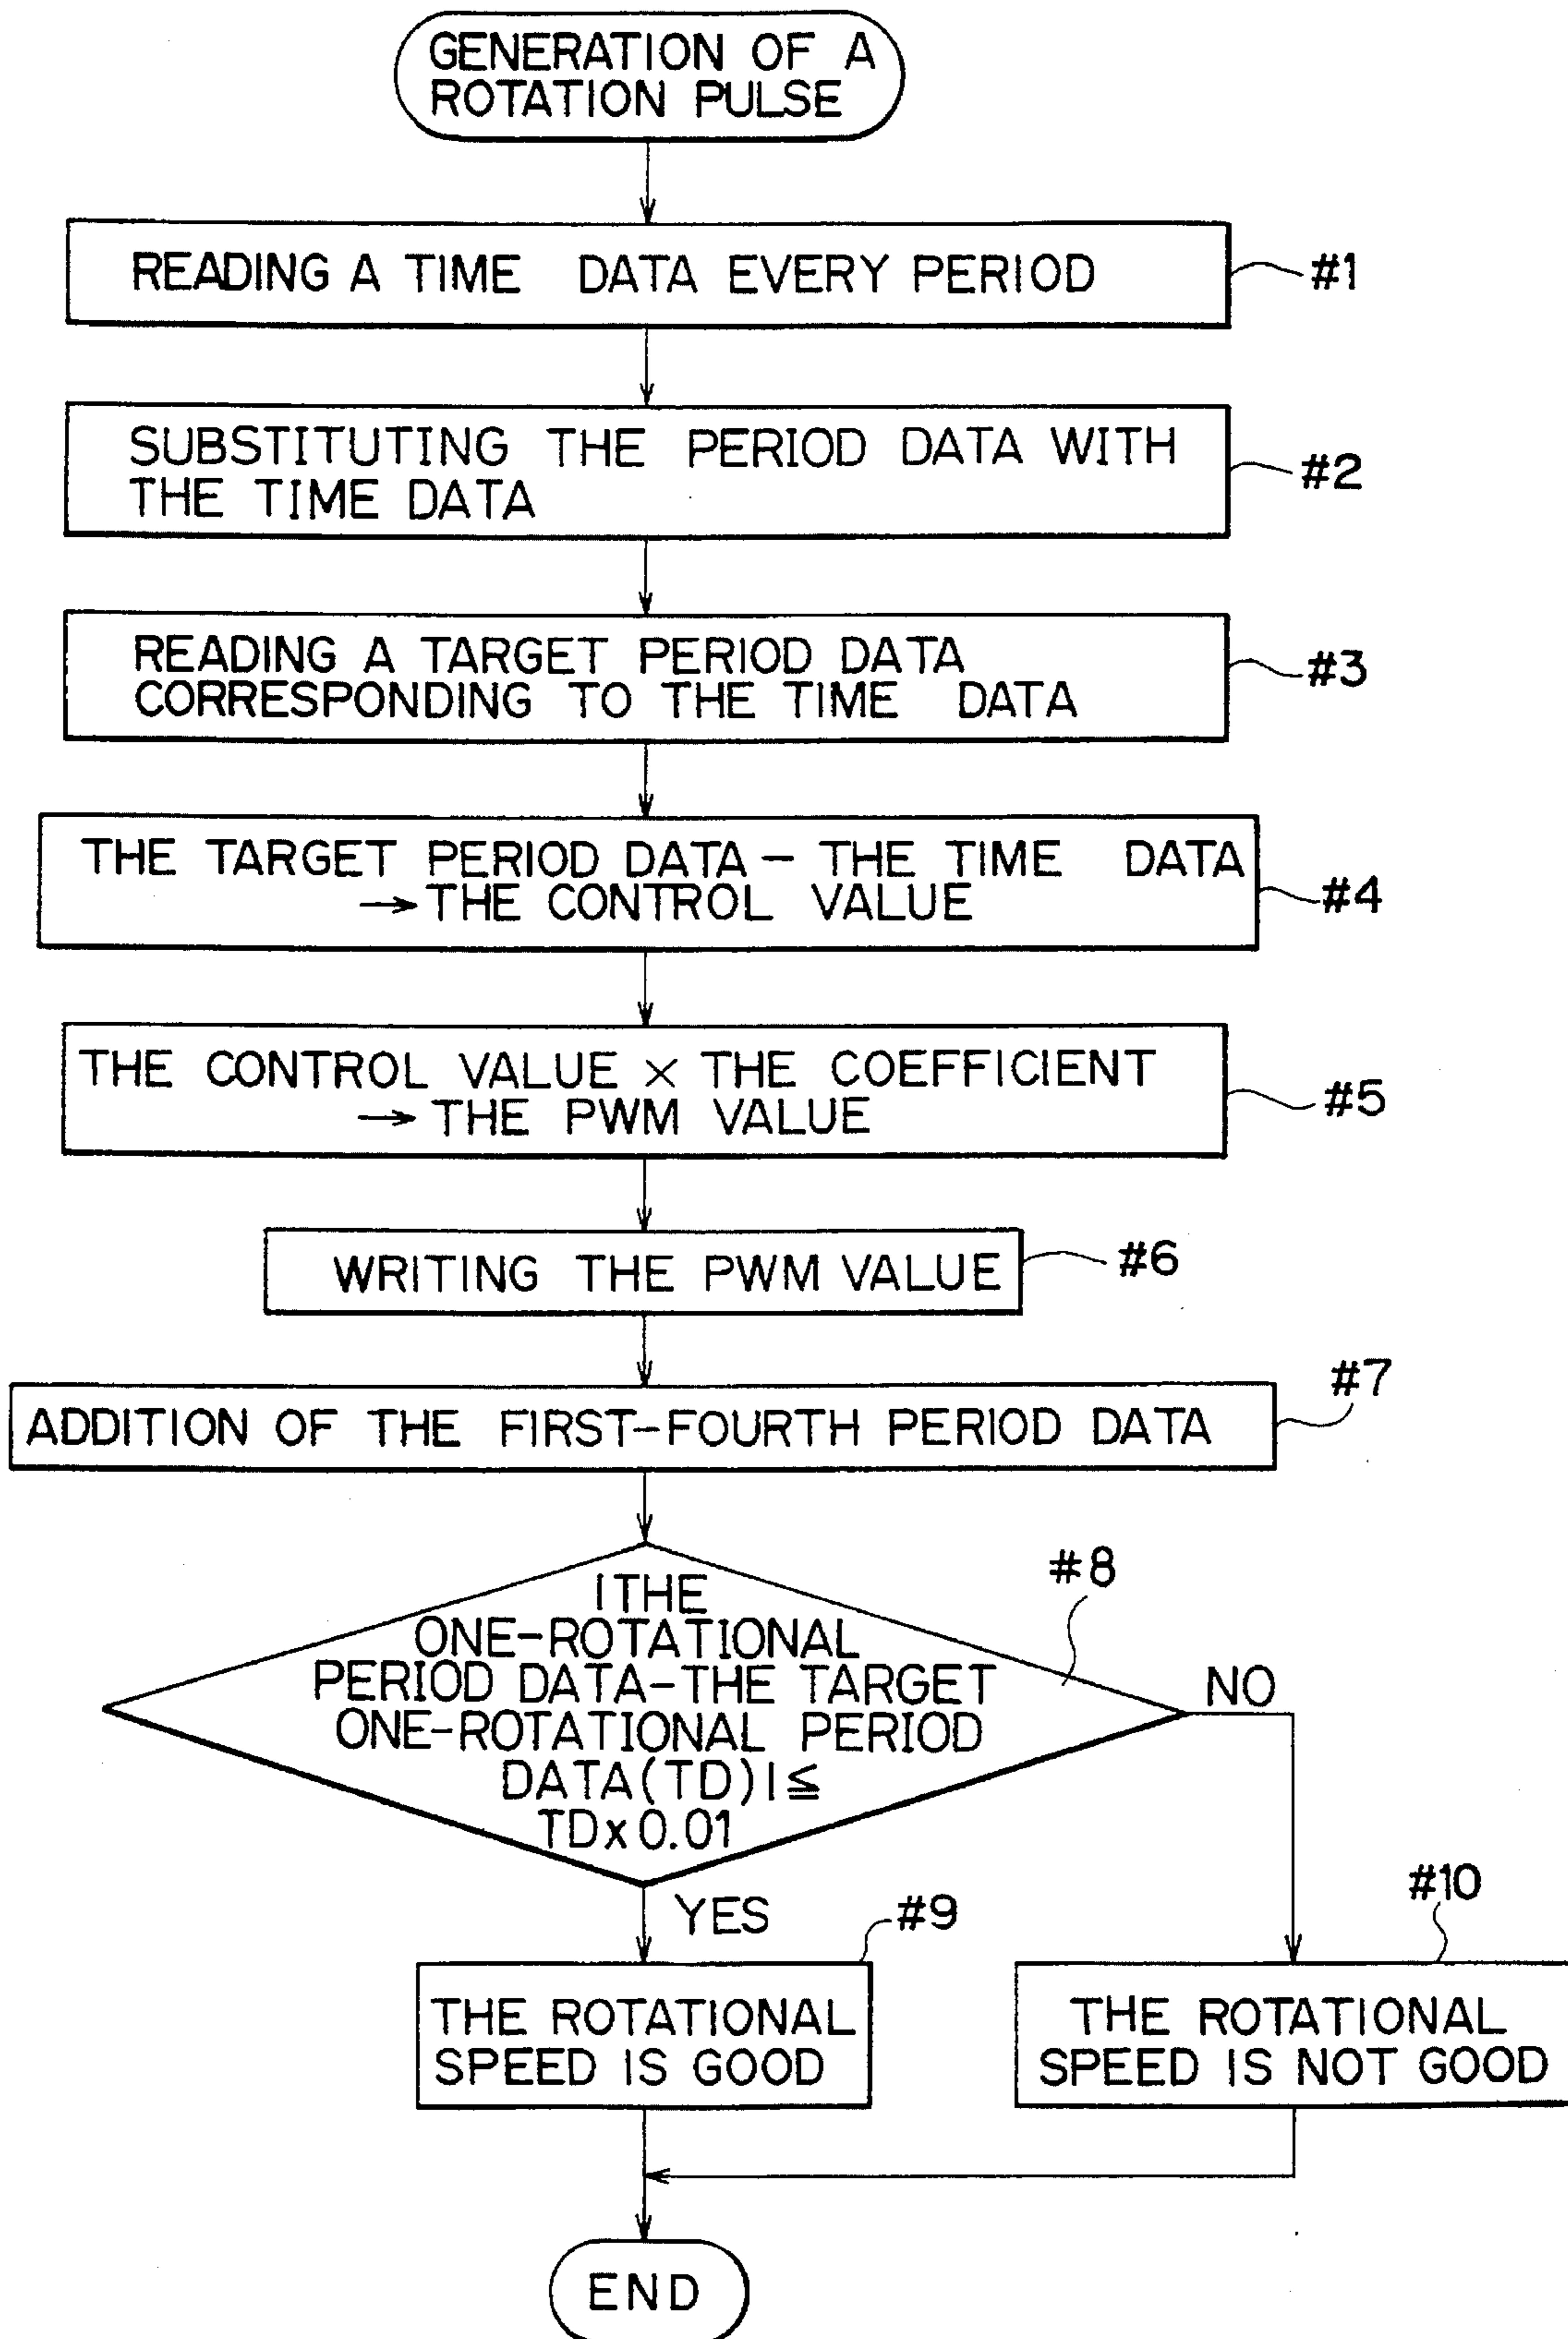 GENERATION OF A
ROTATION PULSE
READING A TIME DATA EVERY PERIOD
#1
SUBSTITUTING THE PERIOD DATA WITH
THE TIME DATA
#2
READING A TARGET PERIOD DATA
CORRESPONDING TO THE TIME DATA
#3
THE TARGET PERIOD DATA – THE TIME DATA
→ THE CONTROL VALUE
#4
THE CONTROL VALUE × THE COEFFICIENT
→ THE PWM VALUE
#5
WRITING THE PWM VALUE
#6
ADDITION OF THE FIRST-FOURTH PERIOD DATA
#7
|THE
ONE-ROTATIONAL
PERIOD DATA-THE TARGET
ONE-ROTATIONAL PERIOD
DATA(TD)|≦
TD×0.01
#8
NO
YES
#9
#10
THE ROTATIONAL
SPEED IS GOOD
THE ROTATIONAL
SPEED IS NOT GOOD
END